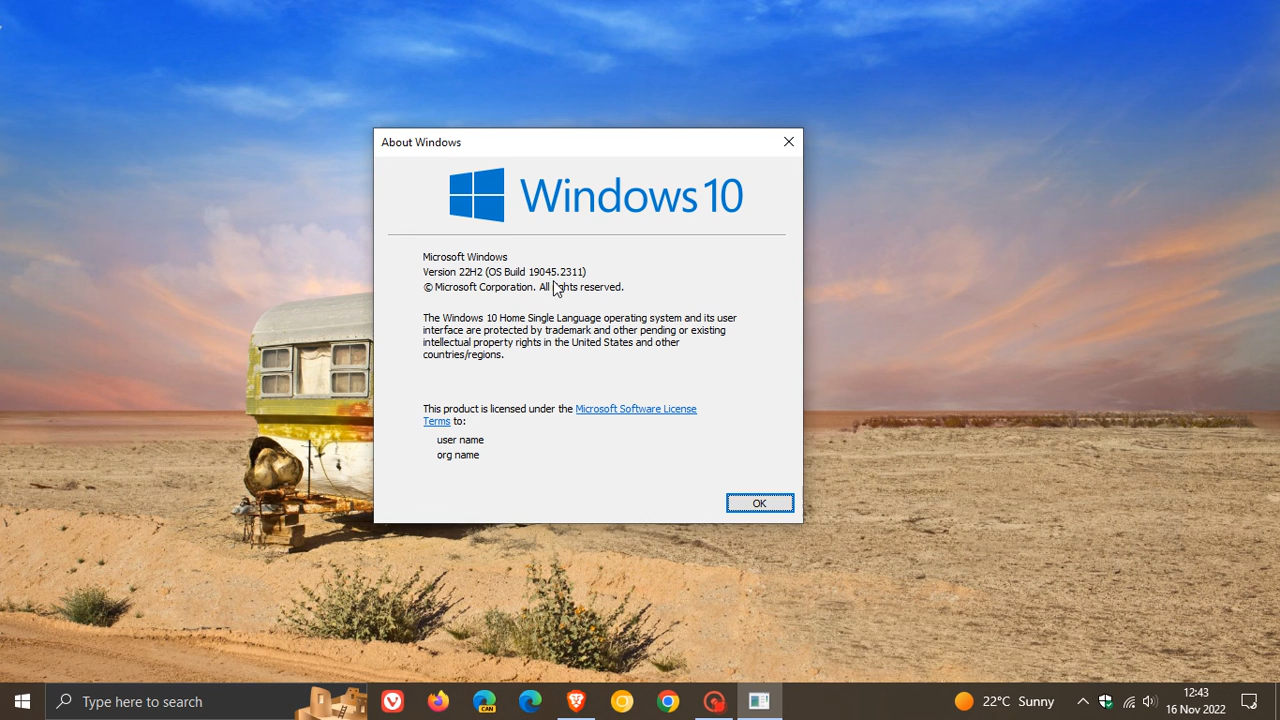 About Windows
Windows 10
Microsoft Windows
Version 22H2 (OS Build 19045.2311)
© Microsoft Corporation. All rights reserved.
The Windows 10 Home Single Language operating system and its user
interface are protected by trademark and other pending or existing
intellectual property rights in the United States and other
countries/regions.
This product is licensed under the Microsoft Software License
Terms to:
user name
org name
OK
Type here to search
CAN
22°C Sunny
12:43
16 Nov 2022